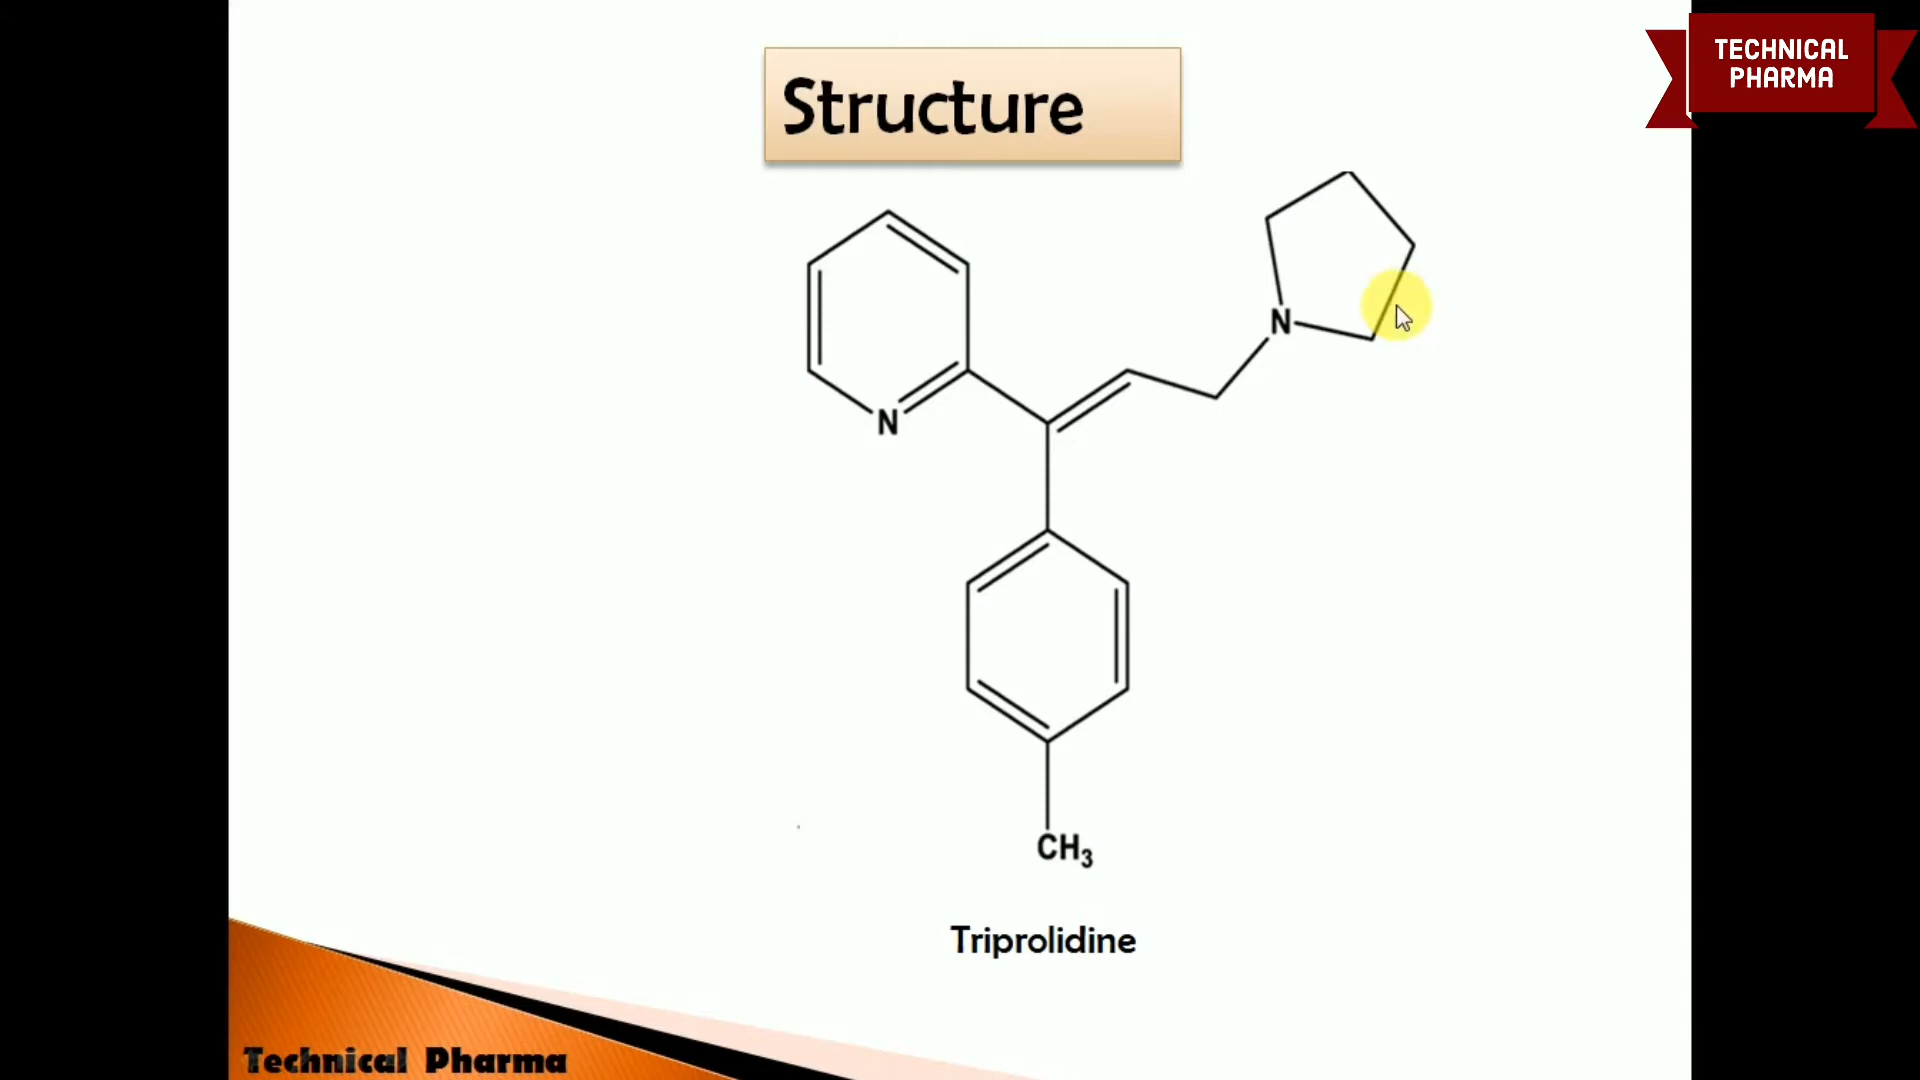 Structure
TECHNICAL
PHARMA
N
N
CH₃
Triprolidine
Technical Pharma